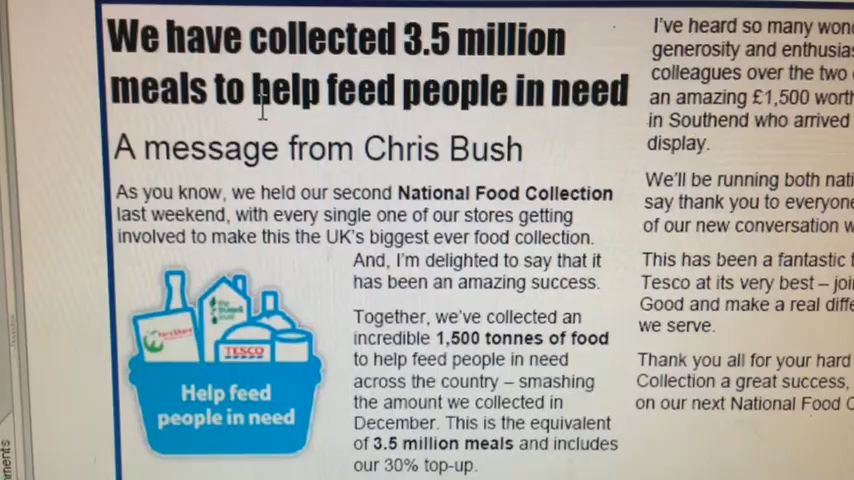 We have collected 3.5 million
meals to help feed people in need
A message from Chris Bush
As you know, we held our second National Food Collection
last weekend, with every single one of our stores getting
involved to make this the UK's biggest ever food collection.
And, I'm delighted to say that it
has been an amazing success.
Together, we've collected an
incredible 1,500 tonnes of food
to help feed people in need
across the country – smashing
the amount we collected in
December. This is the equivalent
of 3.5 million meals and includes
our 30% top-up.
TESCO
Help feed
people in need
I've heard so many
generosity and
colleagues over the two
an amazing £1,500
in Southend who arrived
display.
We'll be running both
say thank you to everyone
of our new conversation
This has been a fantastic
Tesco at its very best –
Good and make a real
we serve.
Thank you all for your hard
Collection a great success,
on our next National Food